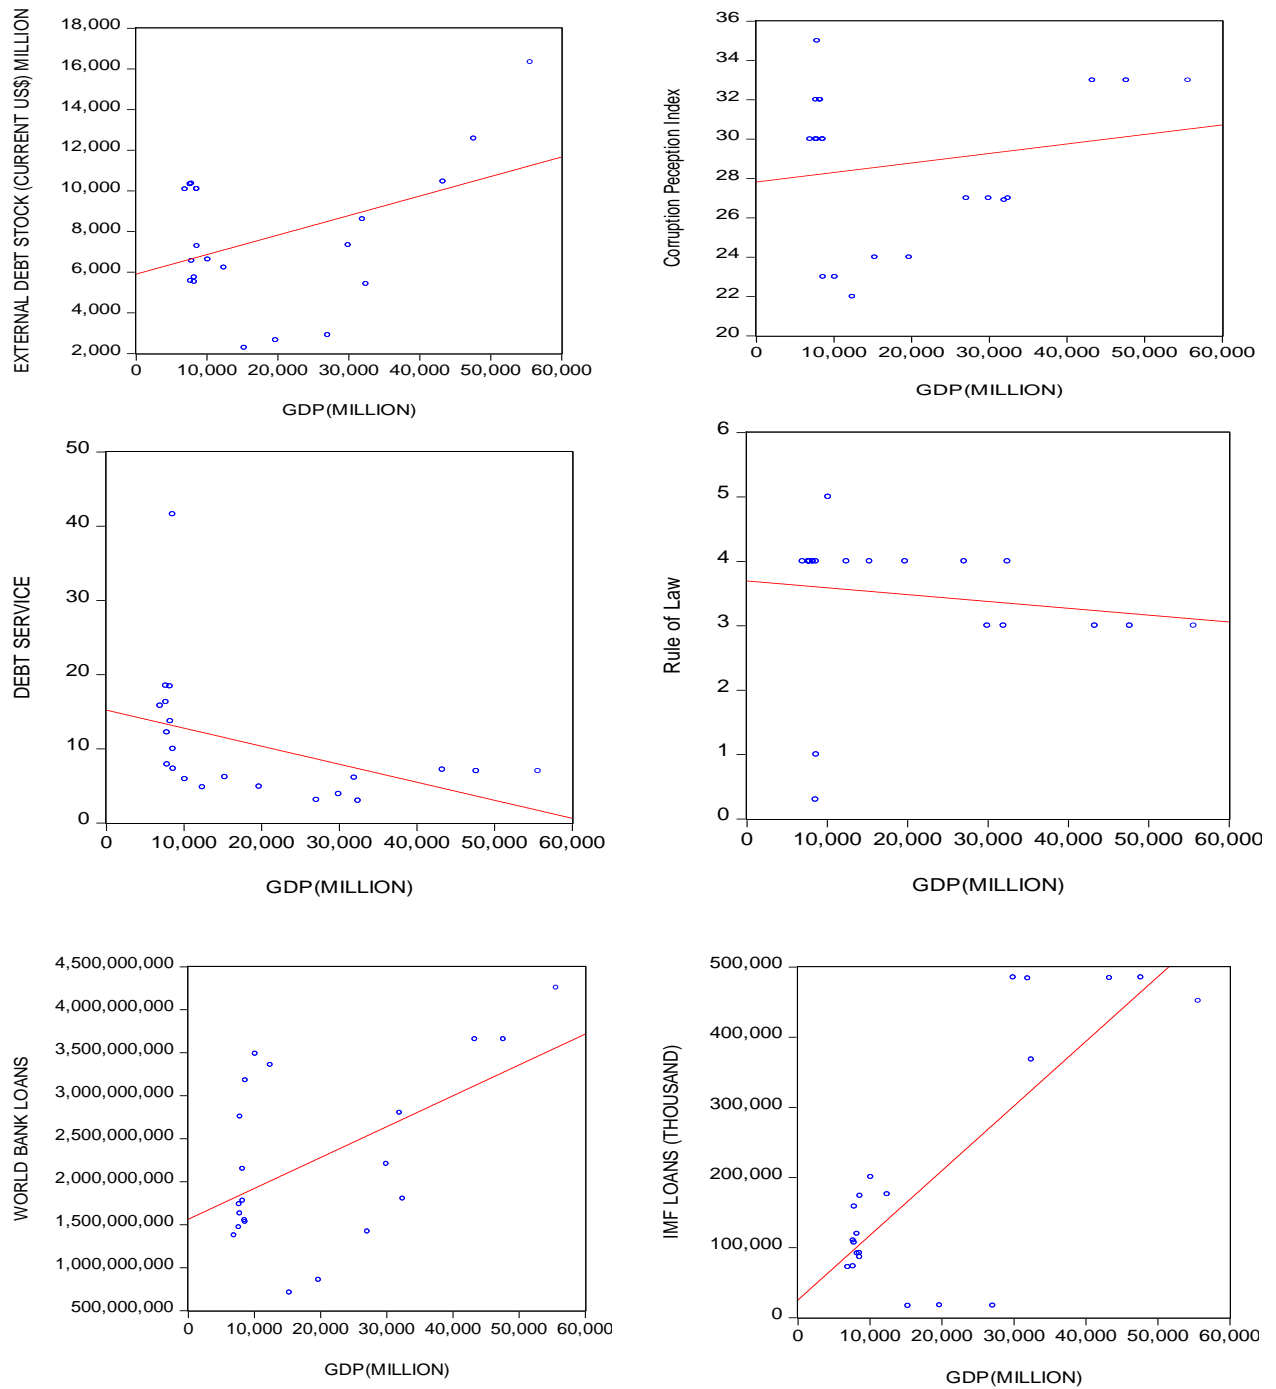 EXTERNAL DEBT STOCK (CURRENT US$) MILLION
18,000
16,000
14,000
12,000
10,000
8,000
6,000
4,000
2,000
0 10,000 20,000 30,000 40,000 50,000 60,000
GDP(MILLION)
Corruption Peception Index
36
34
32
30
28
26
24
22
20
0 10,000 20,000 30,000 40,000 50,000 60,000
GDP(MILLION)
DEBT SERVICE
50
40
30
20
10
0
0 10,000 20,000 30,000 40,000 50,000 60,000
GDP(MILLION)
Rule of Law
6
5
4
3
2
1
0
0 10,000 20,000 30,000 40,000 50,000 60,000
GDP(MILLION)
WORLD BANK LOANS
4,500,000,000
4,000,000,000
3,500,000,000
3,000,000,000
2,500,000,000
2,000,000,000
1,500,000,000
1,000,000,000
500,000,000
0 10,000 20,000 30,000 40,000 50,000 60,000
GDP(MILLION)
IMF LOANS (THOUSAND)
500,000
400,000
300,000
200,000
100,000
0
0 10,000 20,000 30,000 40,000 50,000 60,000
GDP(MILLION)